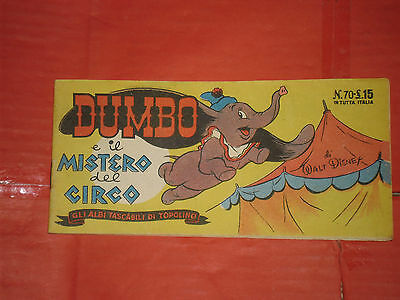 DUMBO
e il
MISTERO
del
CIRCO
GLI ALBI TASCABILI DI TOPOLINO
N. 70-£.15
IN TUTTA ITALIA
di
WALT DISNEY